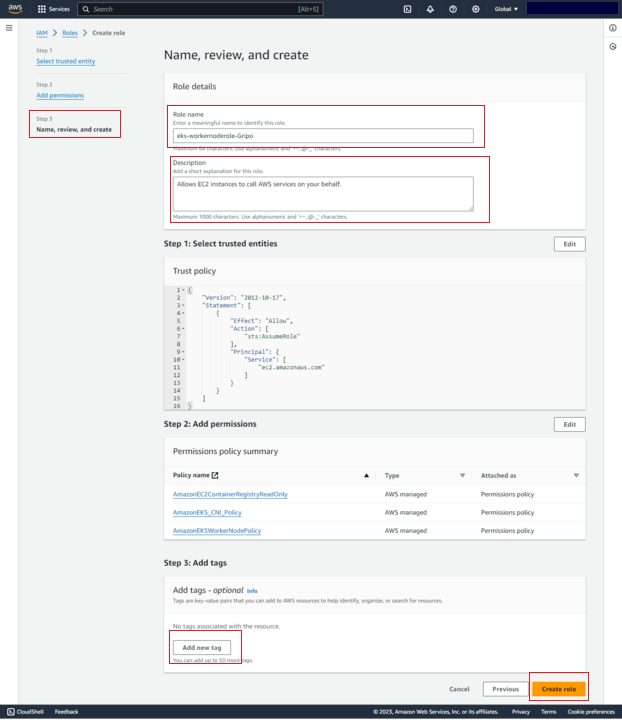 aws
Services
Search
[Alt+S]
Global
IAM > Roles > Create role
Step 1
Select trusted entity
Step 2
Add permissions
Step 3
Name, review, and create
Name, review, and create
Role details
Role name
Enter a meaningful name to identify this role.
eks-workernoderole-Gripo
Maximum 64 characters. Use alphanumeric and '+=,.@-_' characters.
Description
Add a short explanation for this role.
Allows EC2 instances to call AWS services on your behalf.
Maximum 1000 characters. Use alphanumeric and '+=,.@-_' characters.
Step 1: Select trusted entities
Edit
Trust policy
1 {
2 "Version": "2012-10-17",
3 "Statement": [
4 {
5 "Effect": "Allow",
6 "Action": [
7 "sts:AssumeRole"
8 ],
9 "Principal": {
10 "Service": [
11 "ec2.amazonaws.com"
12 ]
13 }
14 }
15 ]
16 }
Step 2: Add permissions
Edit
Permissions policy summary
Policy name
Type
Attached as
AmazonEC2ContainerRegistryReadOnly
AWS managed
Permissions policy
AmazonEKS_CNI_Policy
AWS managed
Permissions policy
AmazonEKSWorkerNodePolicy
AWS managed
Permissions policy
Step 3: Add tags
Add tags - optional Info
Tags are key-value pairs that you can add to AWS resources to help identify, organize, or search for resources.
No tags associated with the resource.
Add new tag
You can add up to 50 more tags.
Cancel
Previous
Create role
CloudShell
Feedback
© 2023, Amazon Web Services, Inc. or its affiliates.
Privacy
Terms
Cookie preferences